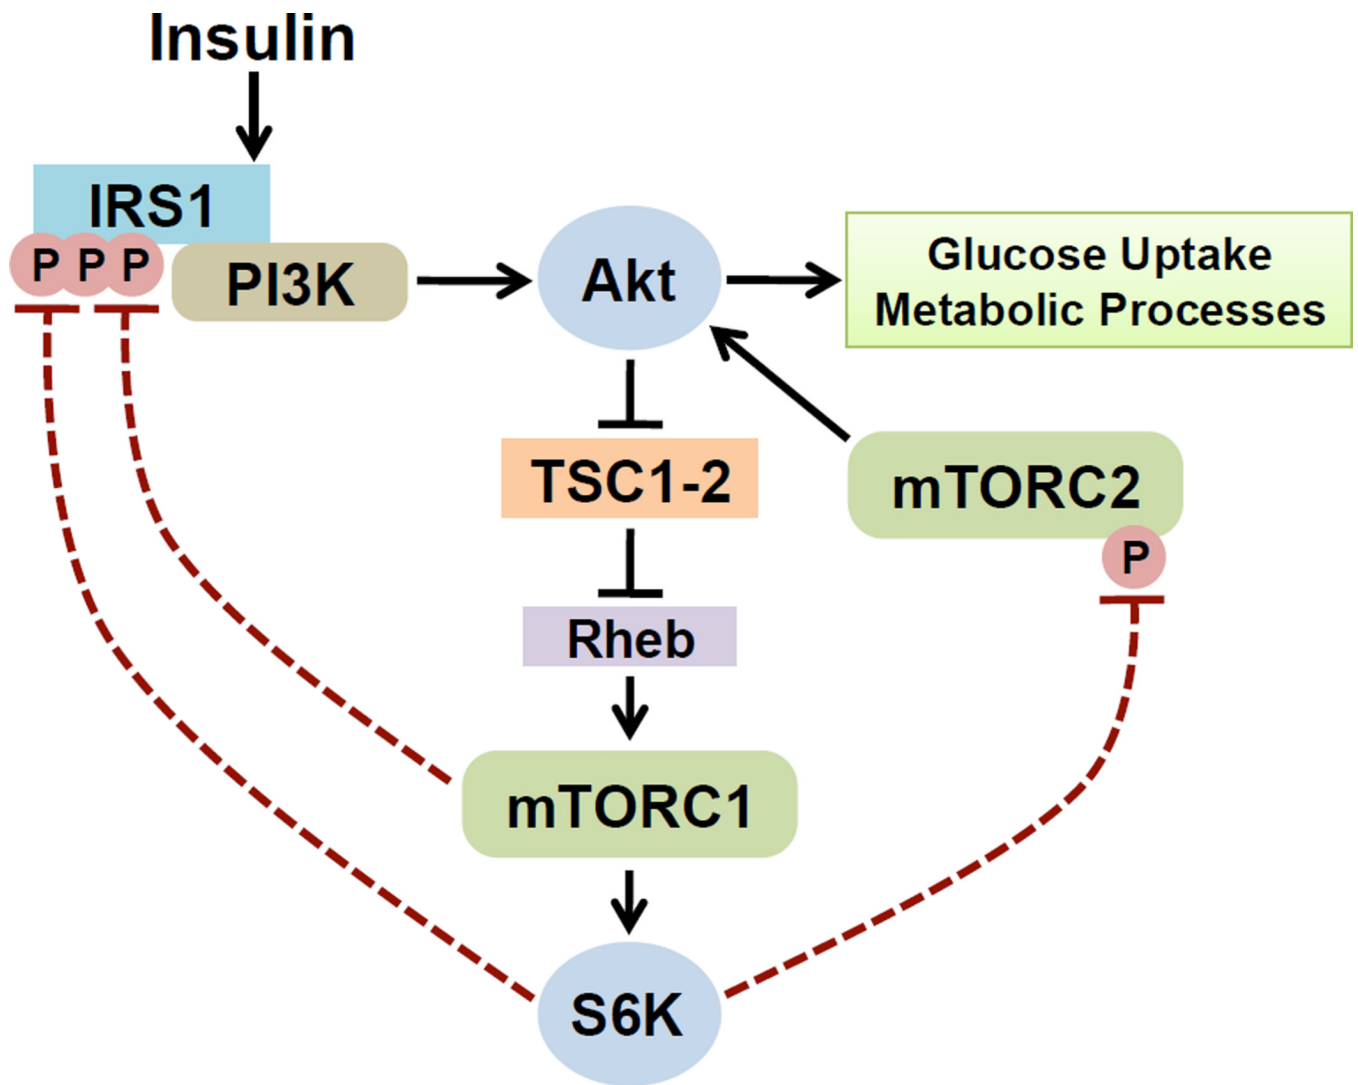 Insulin
IRS1
P P P
PI3K
Akt
Glucose Uptake
Metabolic Processes
TSC1-2
mTORC2
P
Rheb
mTORC1
S6K